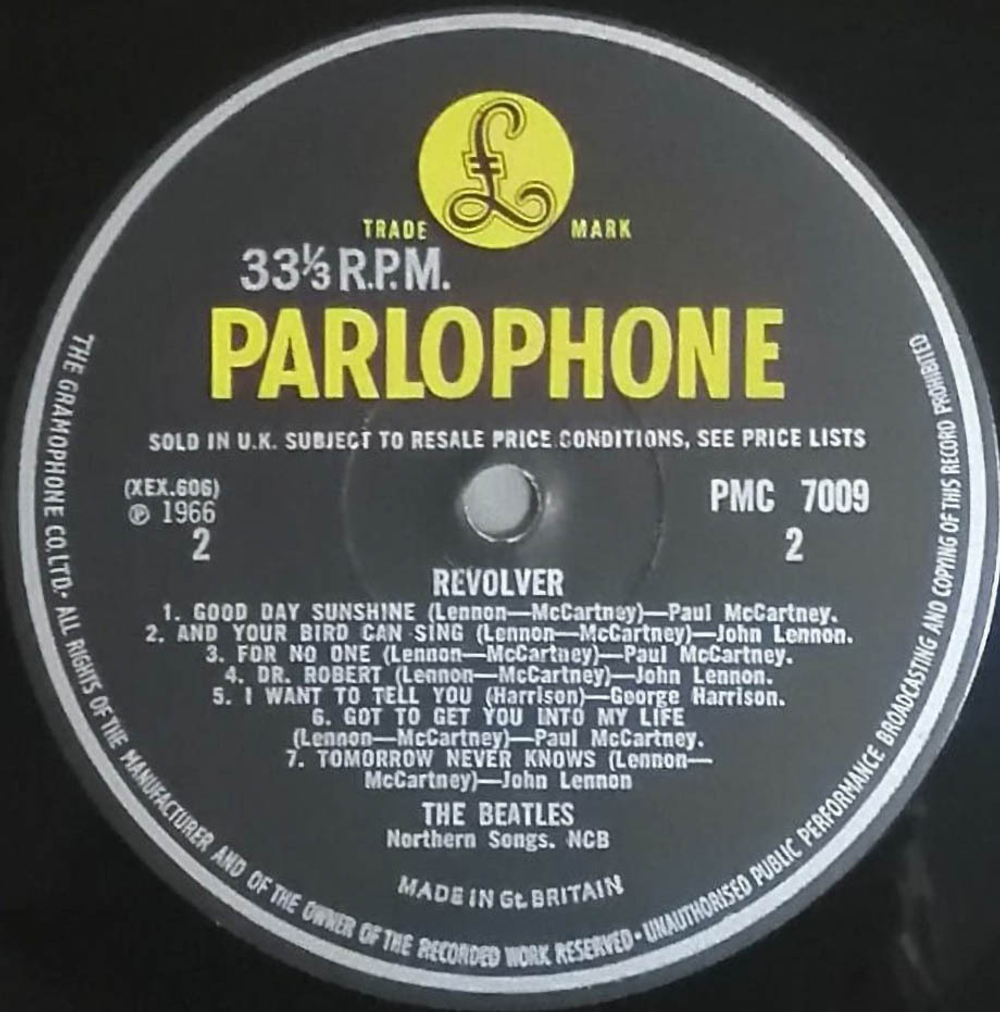 £
TRADE MARK
33⅓ R.P.M.
PARLOPHONE
SOLD IN U.K. SUBJECT TO RESALE PRICE CONDITIONS, SEE PRICE LISTS
(XEX.606)
℗ 1966
2
PMC 7009
2
REVOLVER
1. GOOD DAY SUNSHINE (Lennon—McCartney)—Paul McCartney.
2. AND YOUR BIRD CAN SING (Lennon—McCartney)—John Lennon.
3. FOR NO ONE (Lennon—McCartney)—Paul McCartney.
4. DR. ROBERT (Lennon—McCartney)—John Lennon.
5. I WANT TO TELL YOU (Harrison)—George Harrison.
6. GOT TO GET YOU INTO MY LIFE
(Lennon—McCartney)—Paul McCartney.
7. TOMORROW NEVER KNOWS (Lennon—
McCartney)—John Lennon
THE BEATLES
Northern Songs. NCB
MADE IN Gt. BRITAIN
THE GRAMOPHONE CO. LTD. • ALL RIGHTS OF THE MANUFACTURER AND OF THE OWNER OF THE RECORDED WORK RESERVED • UNAUTHORISED PUBLIC PERFORMANCE BROADCASTING AND COPYING OF THIS RECORD PROHIBITED